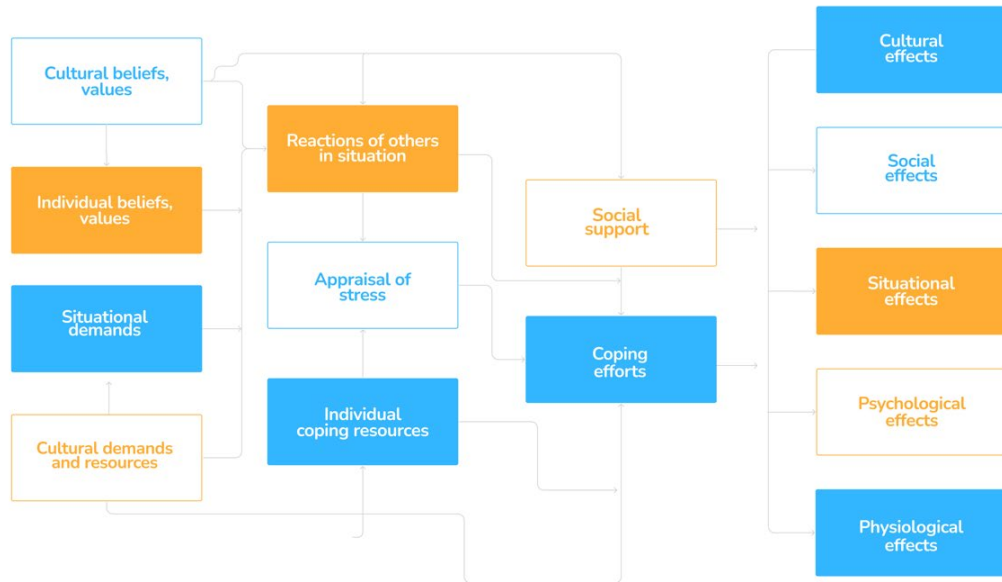 Cultural beliefs,
values
Individual beliefs,
values
Situational
demands
Cultural demands
and resources
Reactions of others
in situation
Appraisal of
stress
Individual
coping resources
Social
support
Coping
efforts
Cultural
effects
Social
effects
Situational
effects
Psychological
effects
Physiological
effects